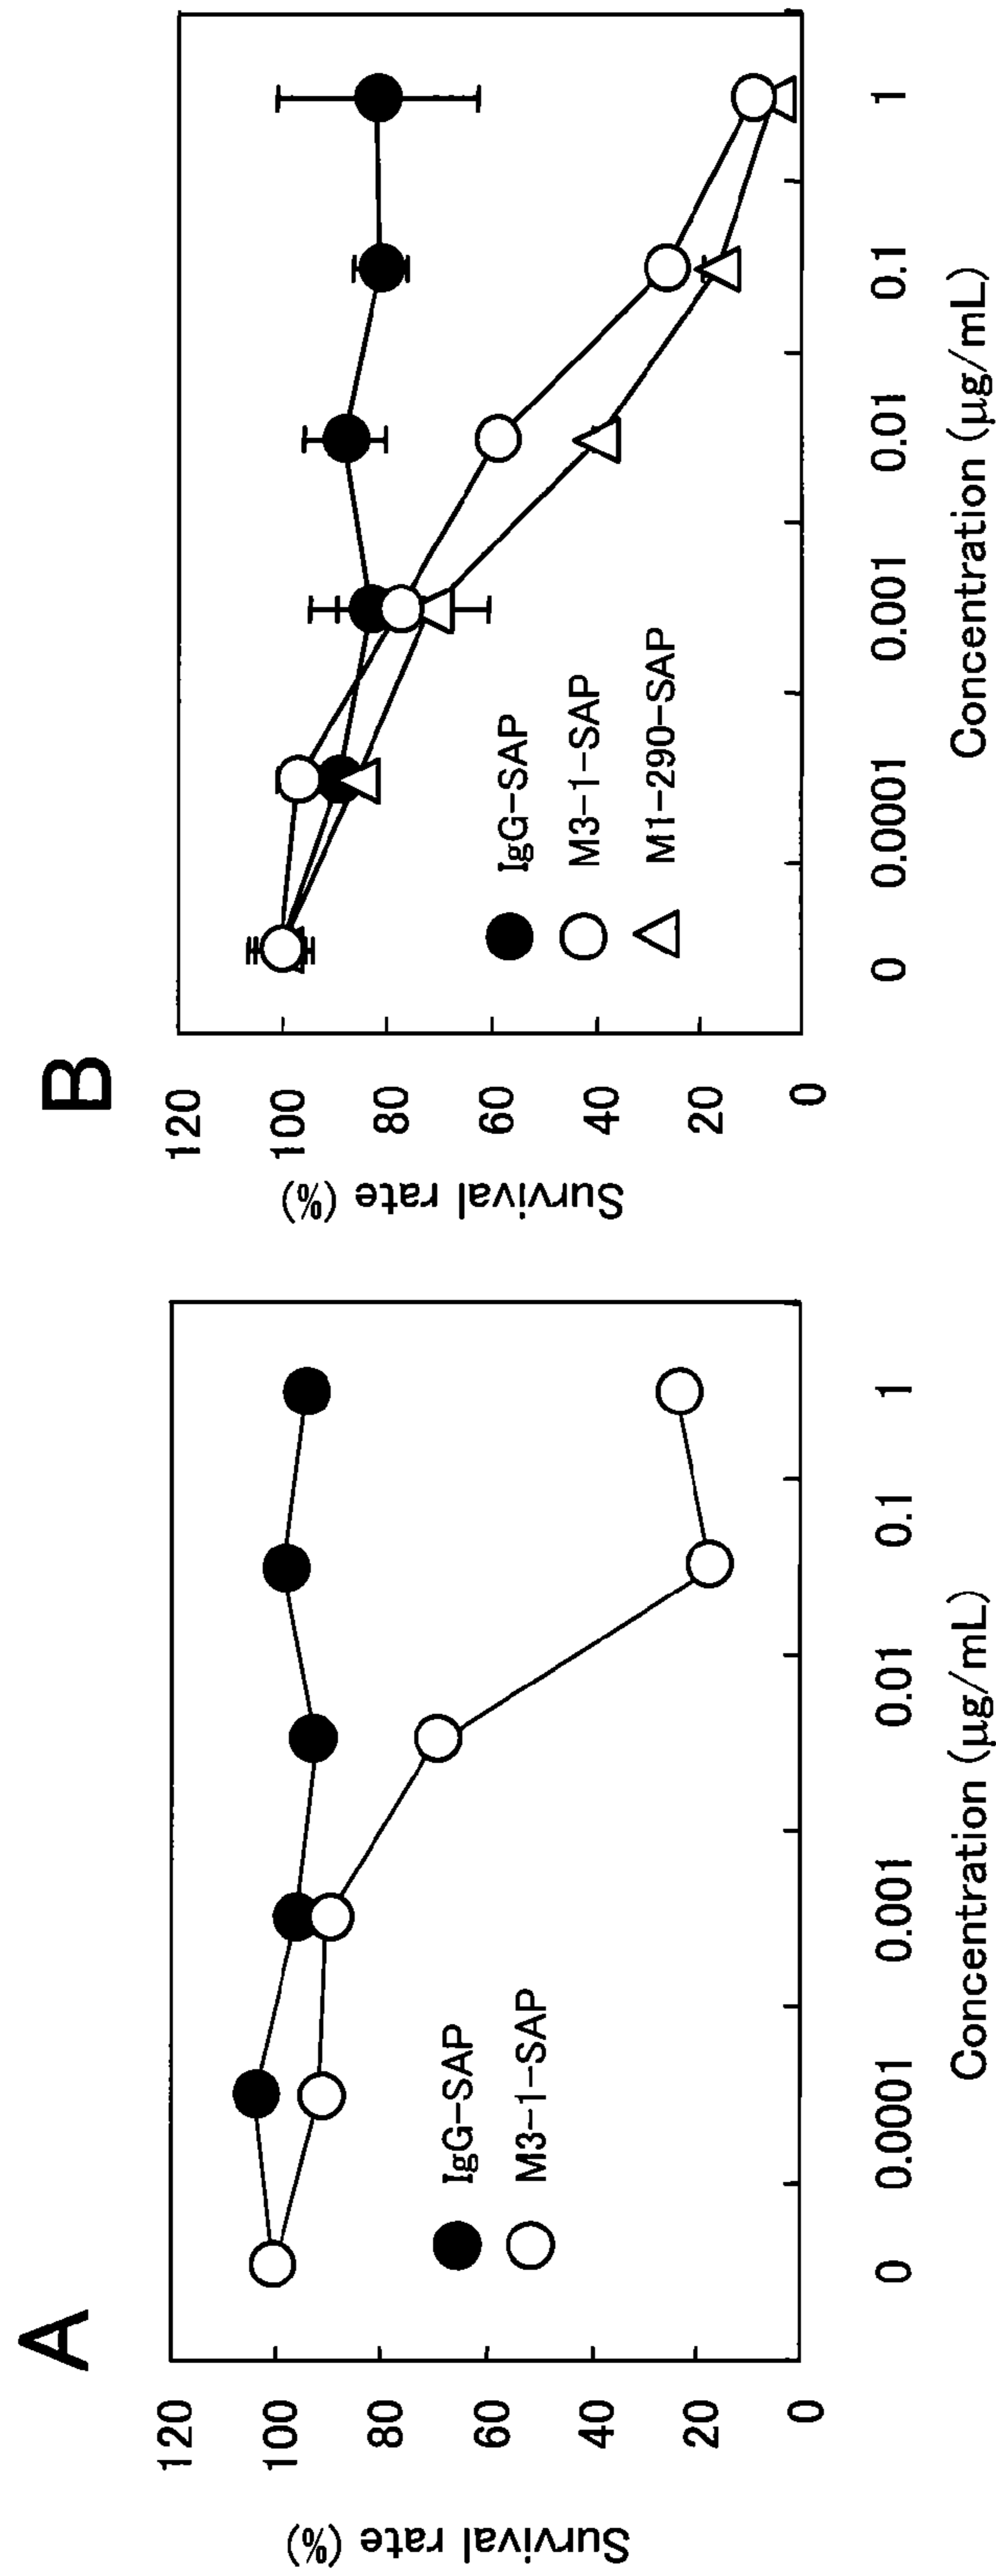 A
Survival rate (%)
120
100
80
60
40
20
0
IgG-SAP
M3-1-SAP
0 0.0001 0.001 0.01 0.1 1
Concentration (μg/mL)
B
Survival rate (%)
120
100
80
60
40
20
0
IgG-SAP
M3-1-SAP
M1-290-SAP
0 0.0001 0.001 0.01 0.1 1
Concentration (μg/mL)